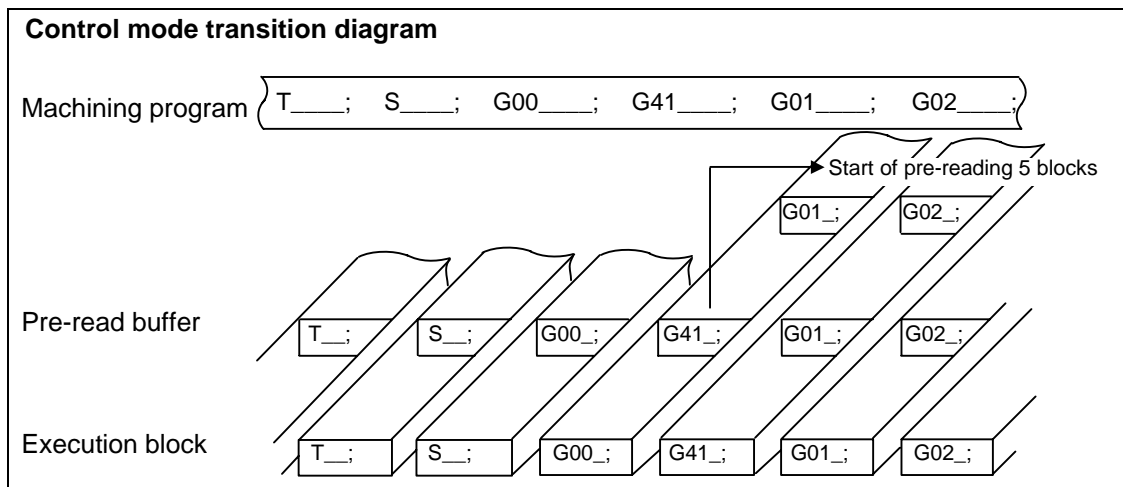 Control mode transition diagram
Machining program
T____; S____; G00____; G41____; G01____; G02____;
Start of pre-reading 5 blocks
G01_; G02_;
Pre-read buffer
T__; S__; G00_; G41_; G01_; G02_;
Execution block
T__; S__; G00_; G41_; G01_; G02_;